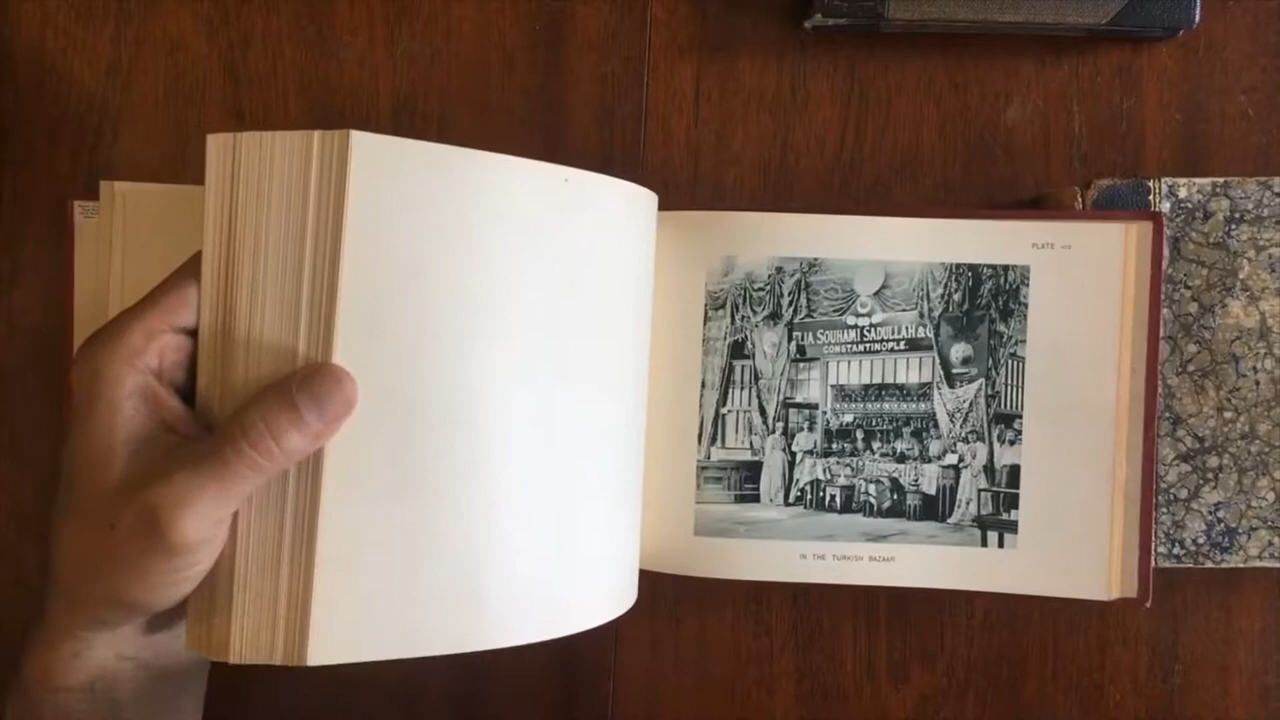 PLATE
ELIA SOUHAMI SADULLAH &
CONSTANTINOPLE.
IN THE TURKISH BAZAAR